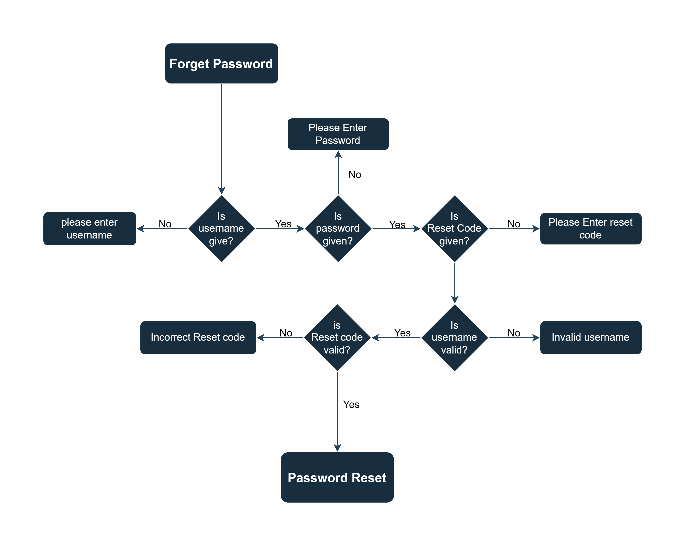 Forget Password
Please Enter
Password
No
please enter
username
No
Is
username
give?
Yes
Is
password
given?
Yes
Is
Reset Code
given?
No
Please Enter reset
code
Incorrect Reset code
No
is
Reset code
valid?
Yes
Is
username
valid?
No
Invalid username
Yes
Password Reset